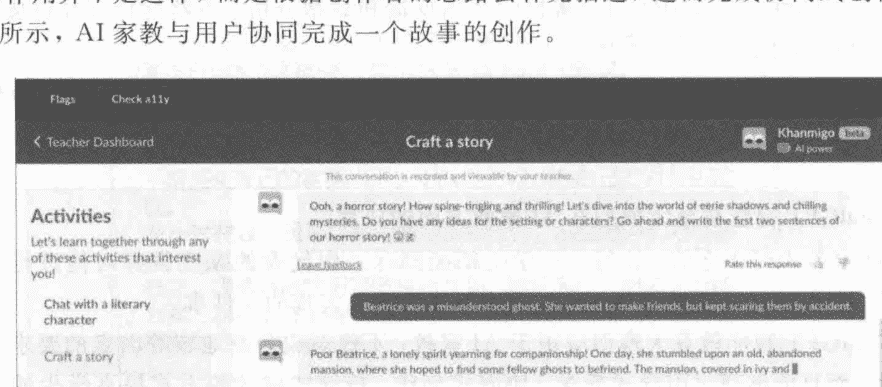 所示，AI 家教与用户协同完成一个故事的创作。
Flags Check a11y
Teacher Dashboard Craft a story Khanmigo beta
AI power
This conversation is recorded and viewable by your teacher.
Activities
Let's learn together through any
of these activities that interest
you!
Chat with a literary
character
Craft a story
Ooh, a horror story! How spine-tingling and thrilling! Let's dive into the world of eerie shadows and chilling
mysteries. Do you have any ideas for the setting or characters? Go ahead and write the first two sentences of
our horror story!
Leave feedback Rate this response
Beatrice was a misunderstood ghost. She wanted to make friends, but kept scaring them by accident.
Poor Beatrice, a lonely spirit yearning for companionship! One day, she stumbled upon an old, abandoned
mansion, where she hoped to find some fellow ghosts to befriend. The mansion, covered in ivy and